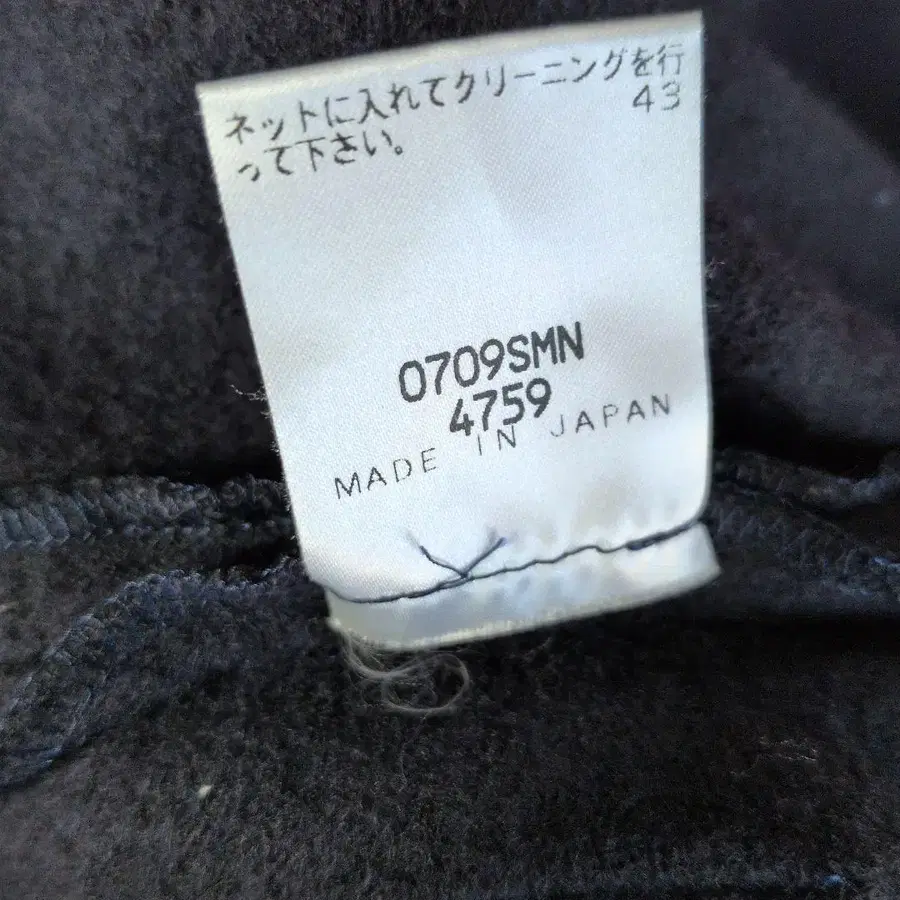 ネットに入れてクリーニングを行
43
って下さい。
0709SMN
4759
MADE IN JAPAN